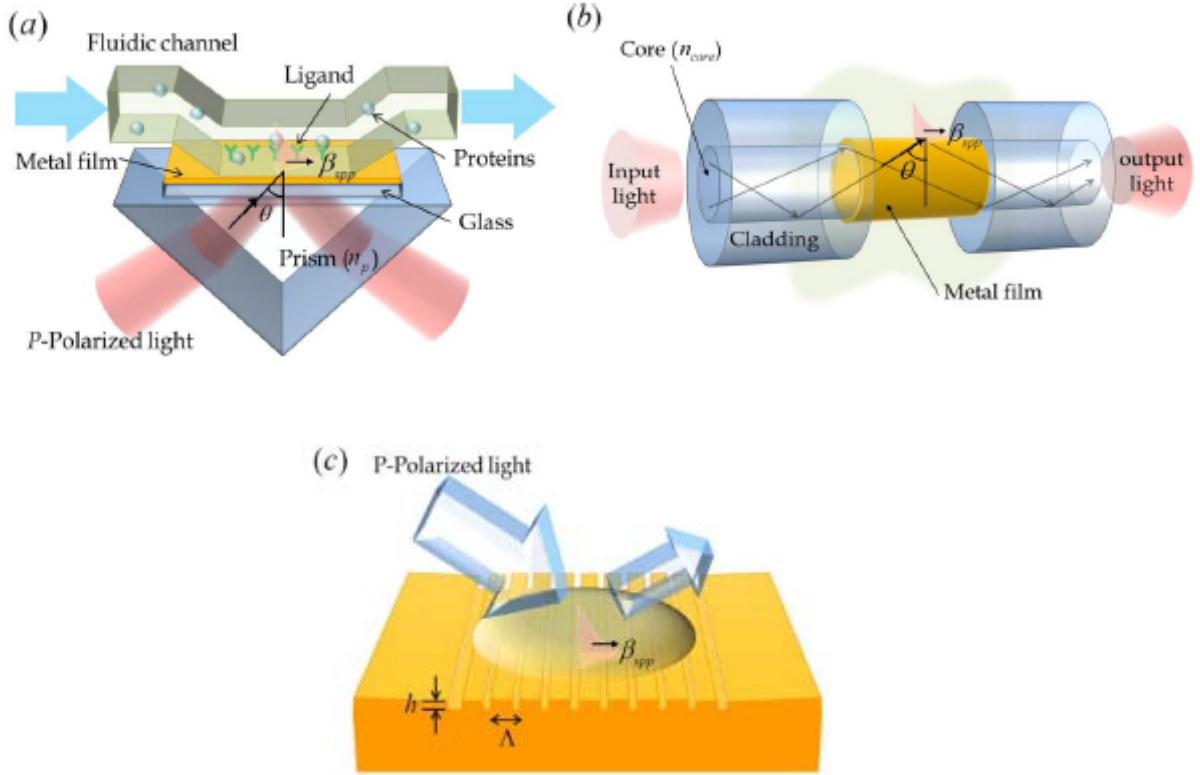 (a)
Fluidic channel
Ligand
Metal film
β_spp
Proteins
θ
Glass
Prism (n_p)
P-Polarized light
(b)
Core (n_core)
β_spp
Input
light
θ
output
light
Cladding
Metal film
(c)
P-Polarized light
β_spp
h
Λ